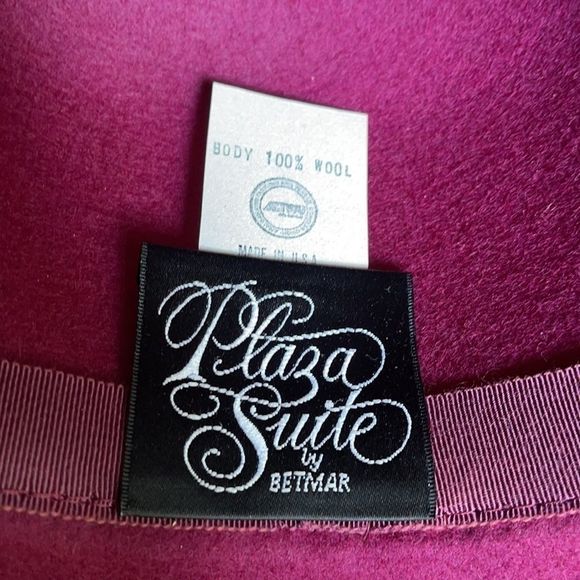 BODY 100% WOOL
MADE IN U.S.A.
Plaza
Suite
by
BETMAR